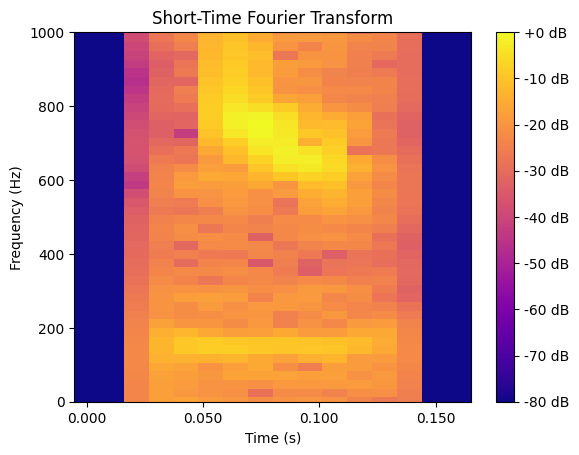 Short-Time Fourier Transform
1000
800
600
400
200
0
Frequency (Hz)
0.000
0.050
0.100
0.150
Time (s)
+0 dB
-10 dB
-20 dB
-30 dB
-40 dB
-50 dB
-60 dB
-70 dB
-80 dB